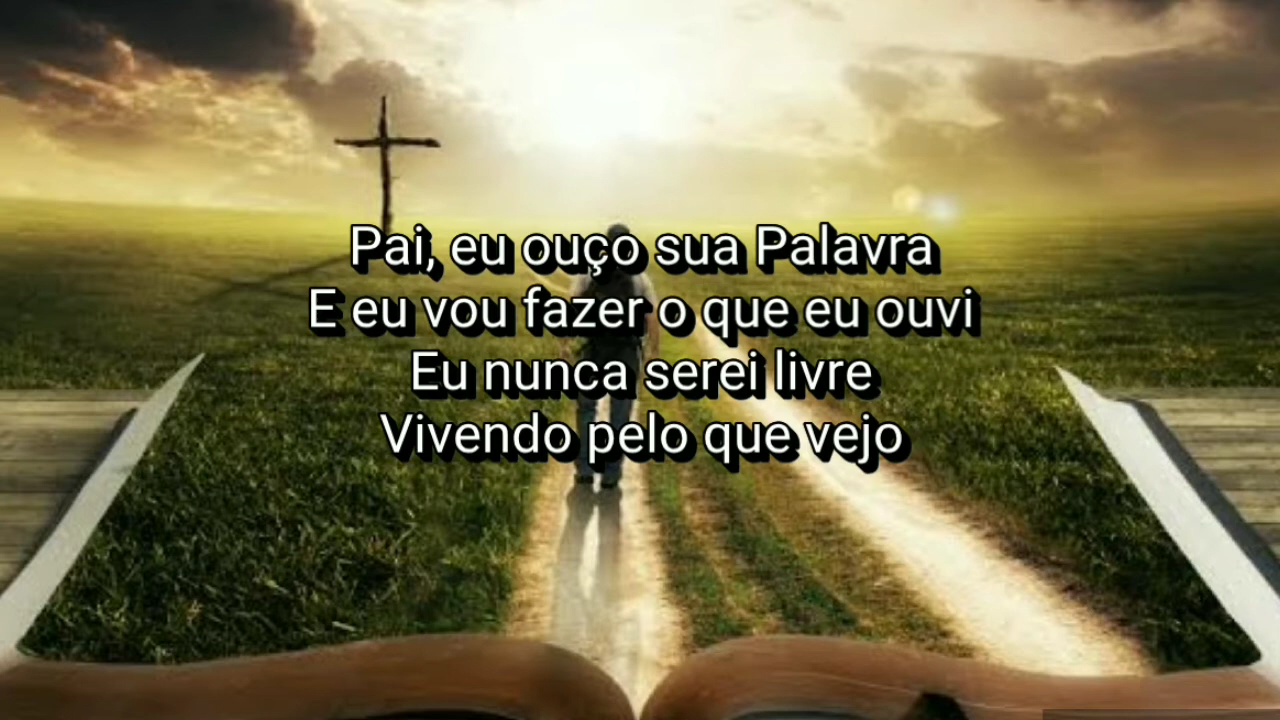 Pai, eu ouço sua Palavra
E eu vou fazer o que eu ouvi
Eu nunca serei livre
Vivendo pelo que vejo